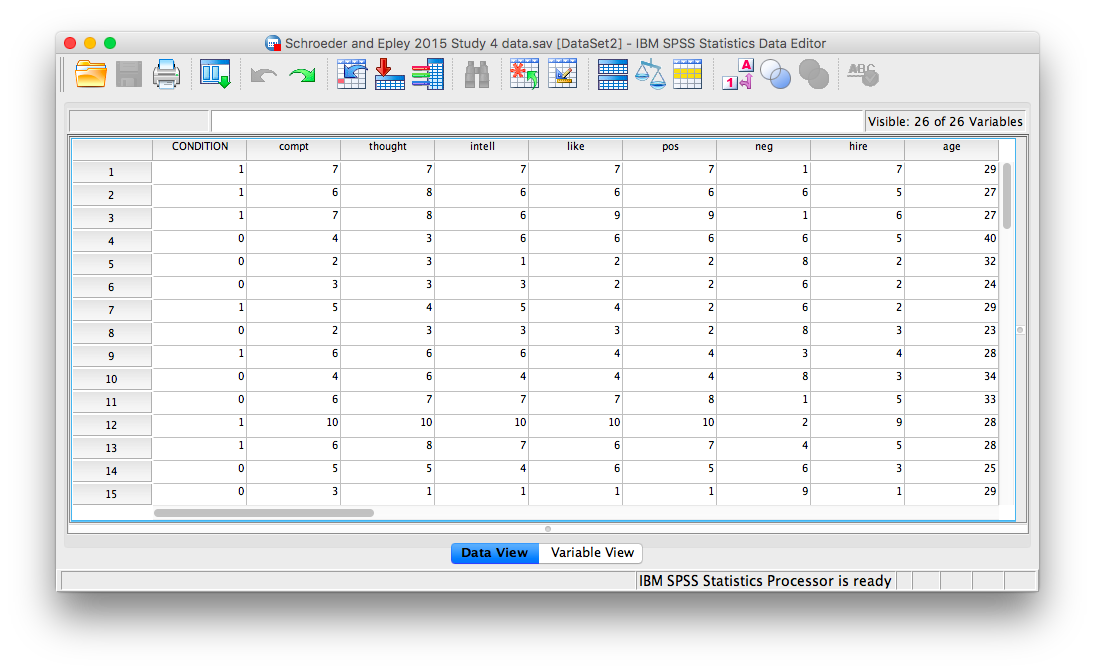 Schroeder and Epley 2015 Study 4 data.sav [DataSet2] - IBM SPSS Statistics Data Editor
1 A ABC
Visible: 26 of 26 Variables
CONDITION compt thought intell like pos neg hire age
1 1 7 7 7 7 7 1 7 29
2 1 6 8 6 6 6 6 5 27
3 1 7 8 6 9 9 1 6 27
4 0 4 3 6 6 6 6 5 40
5 0 2 3 1 2 2 8 2 32
6 0 3 3 3 2 2 6 2 24
7 1 5 4 5 4 2 6 2 29
8 0 2 3 3 3 2 8 3 23
9 1 6 6 6 4 4 3 4 28
10 0 4 6 4 4 4 8 3 34
11 0 6 7 7 7 8 1 5 33
12 1 10 10 10 10 10 2 9 28
13 1 6 8 7 6 7 4 5 28
14 0 5 5 4 6 5 6 3 25
15 0 3 1 1 1 1 9 1 29
Data View Variable View
IBM SPSS Statistics Processor is ready